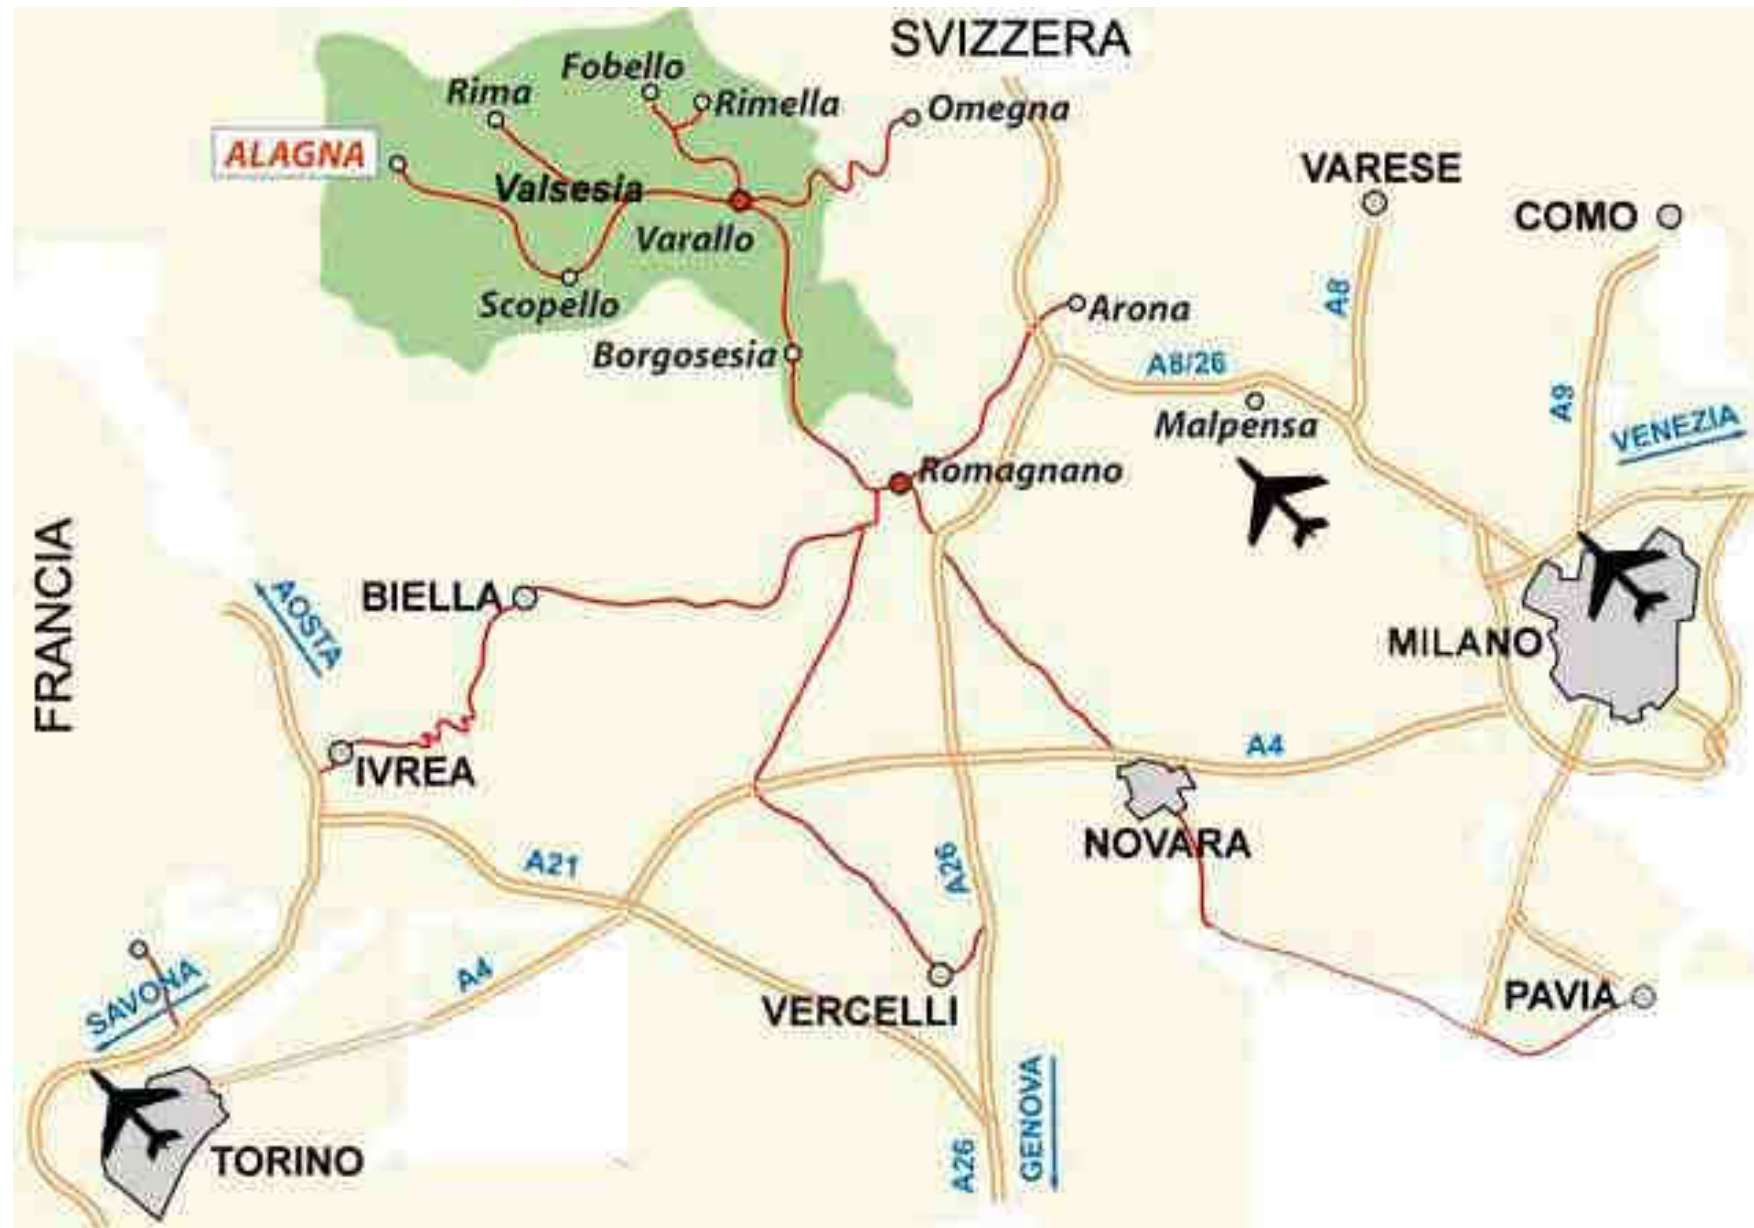 SVIZZERA
Fobello
Rima
Rimella
Omegna
ALAGNA
VARESE
Valsesia
COMO
Varallo
Scopello
A8
Arona
Borgosesia
A8/26
A9
Malpensa
VENEZIA
Romagnano
FRANCIA
AOSTA
BIELLA
MILANO
IVREA
A4
NOVARA
A21
A26
A4
SAVONA
PAVIA
VERCELLI
GENOVA
A26
TORINO